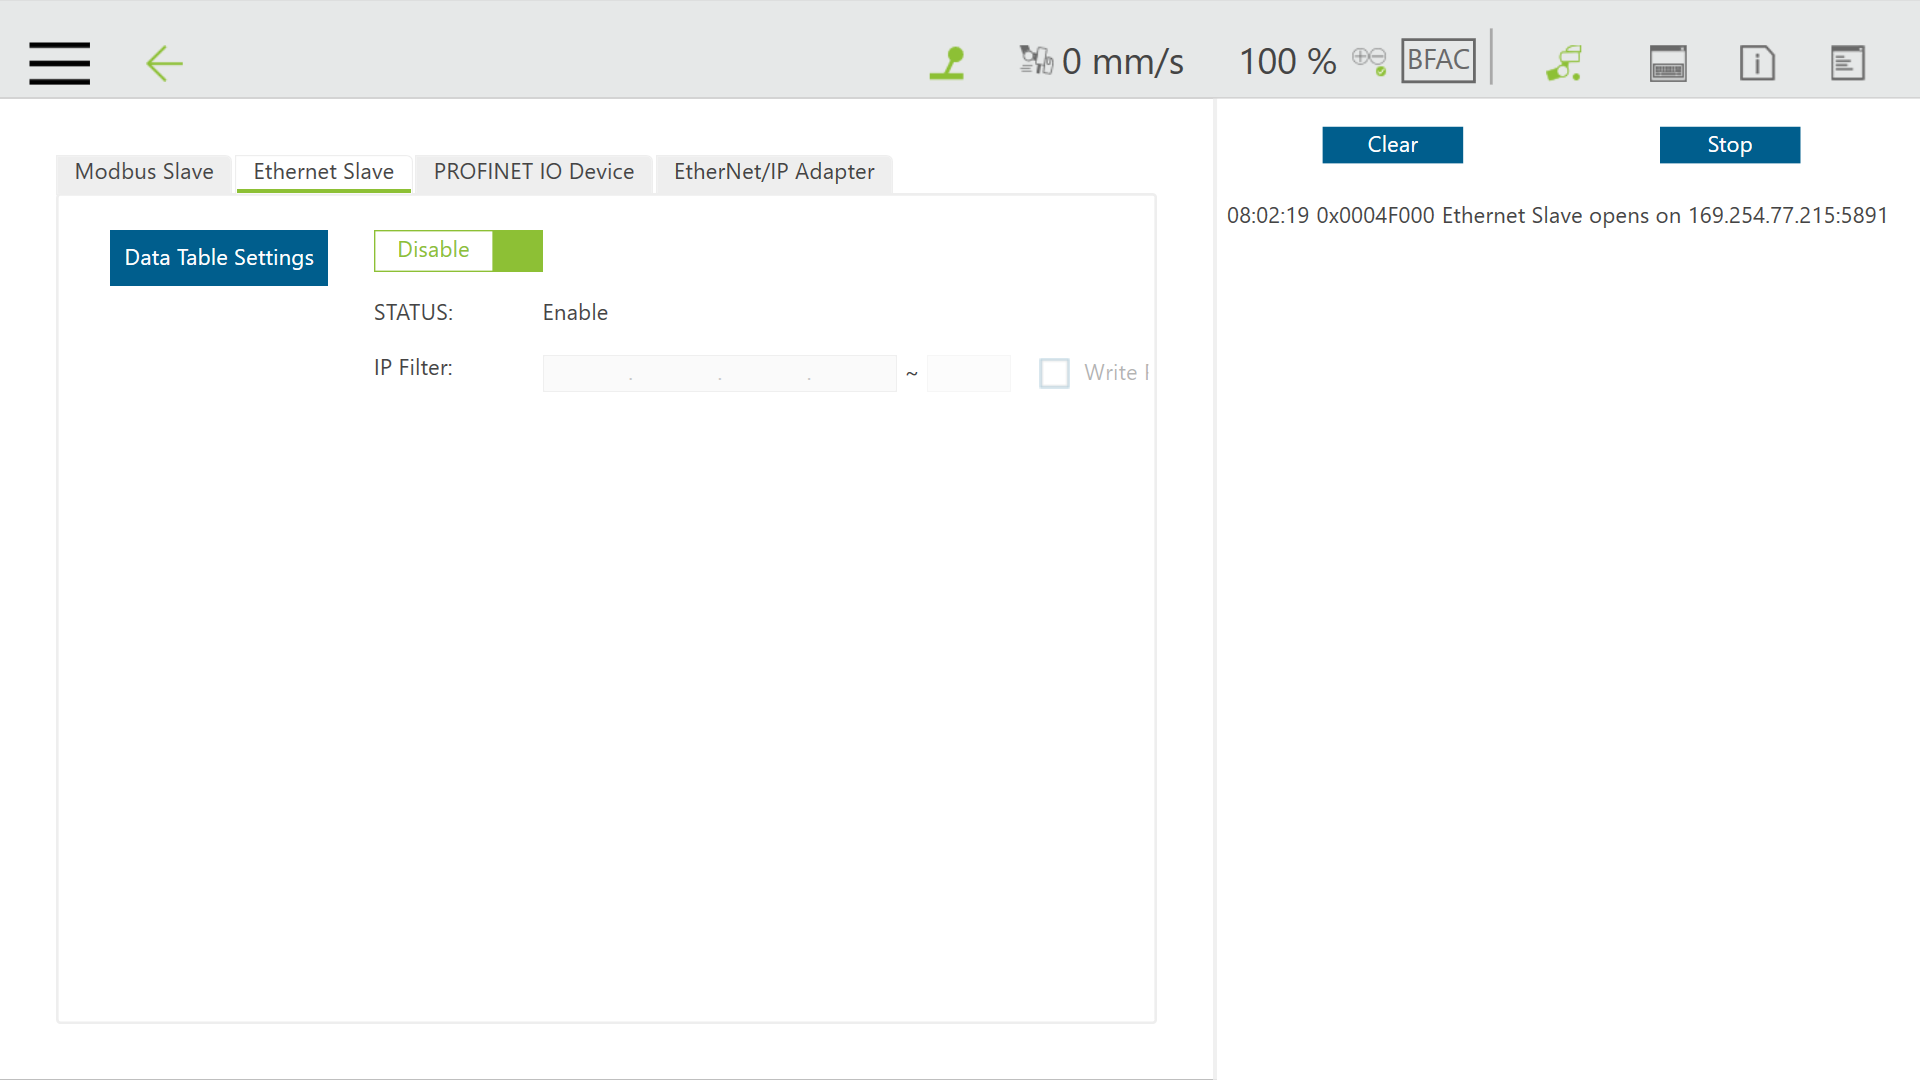 0 mm/s 100 % BFAC
Modbus Slave Ethernet Slave PROFINET IO Device EtherNet/IP Adapter
Data Table Settings
Disable
STATUS: Enable
IP Filter: . . . ~ Write
Clear Stop
08:02:19 0x0004F000 Ethernet Slave opens on 169.254.77.215:5891